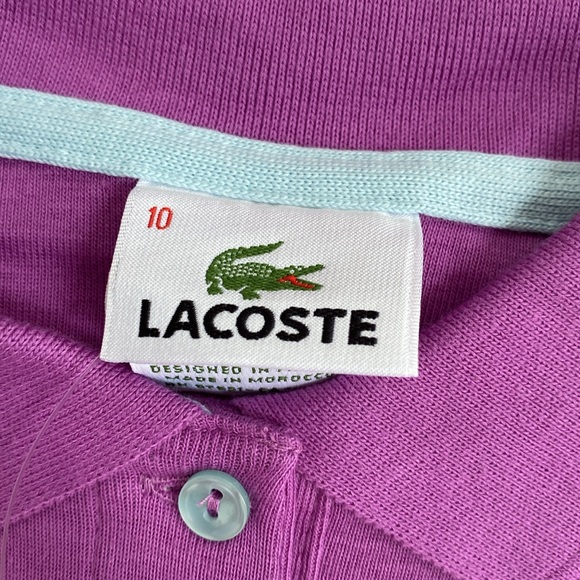 10
LACOSTE
DESIGNED IN
MADE IN MOROCCO